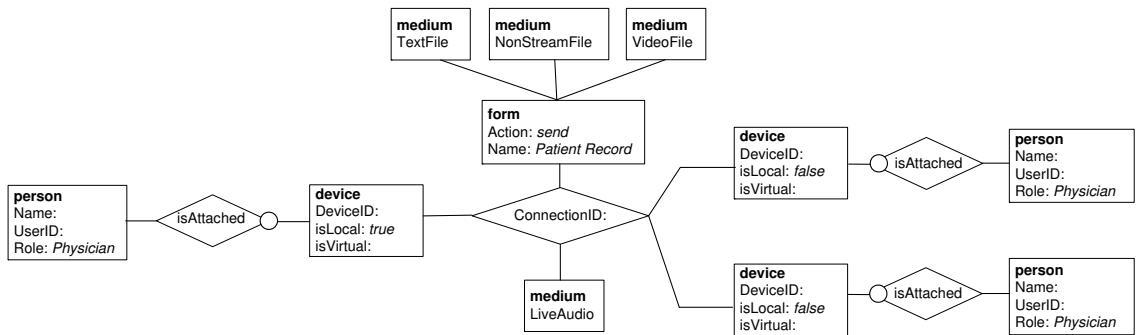 medium
TextFile
medium
NonStreamFile
medium
VideoFile
form
Action: send
Name: Patient Record
person
Name:
UserID:
Role: Physician
isAttached
device
DeviceID:
isLocal: true
isVirtual:
ConnectionID:
medium
LiveAudio
device
DeviceID:
isLocal: false
isVirtual:
isAttached
person
Name:
UserID:
Role: Physician
device
DeviceID:
isLocal: false
isVirtual:
isAttached
person
Name:
UserID:
Role: Physician